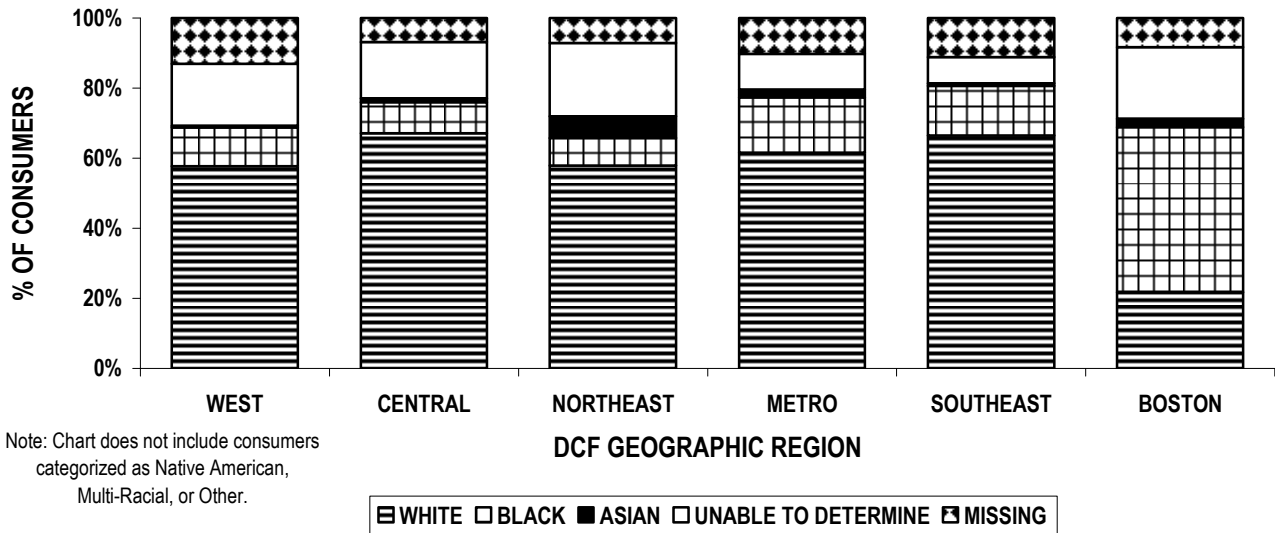 100%
80%
60%
40%
20%
0%
% OF CONSUMERS
WEST CENTRAL NORTHEAST METRO SOUTHEAST BOSTON
DCF GEOGRAPHIC REGION
Note: Chart does not include consumers
categorized as Native American,
Multi-Racial, or Other.
WHITE BLACK ASIAN UNABLE TO DETERMINE MISSING